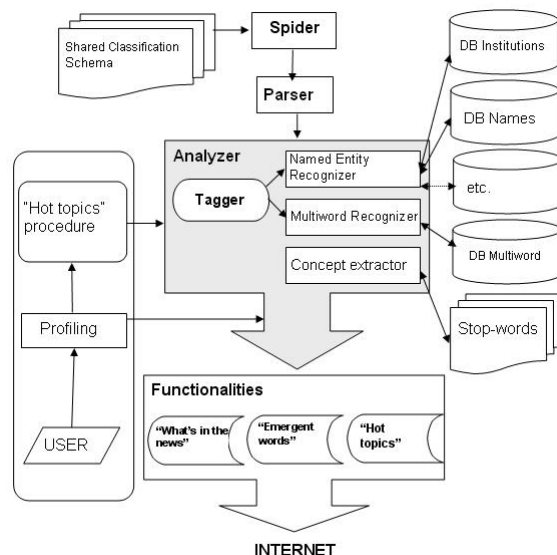 Shared Classification
Schema
Spider
Parser
DB Institutions
DB Names
etc.
DB Multiword
Stop-words
Analyzer
Named Entity
Recognizer
Tagger
Multiword Recognizer
Concept extractor
"Hot topics"
procedure
Profiling
USER
Functionalities
“What’s in the
news”
“Emergent
words”
“Hot
topics”
INTERNET